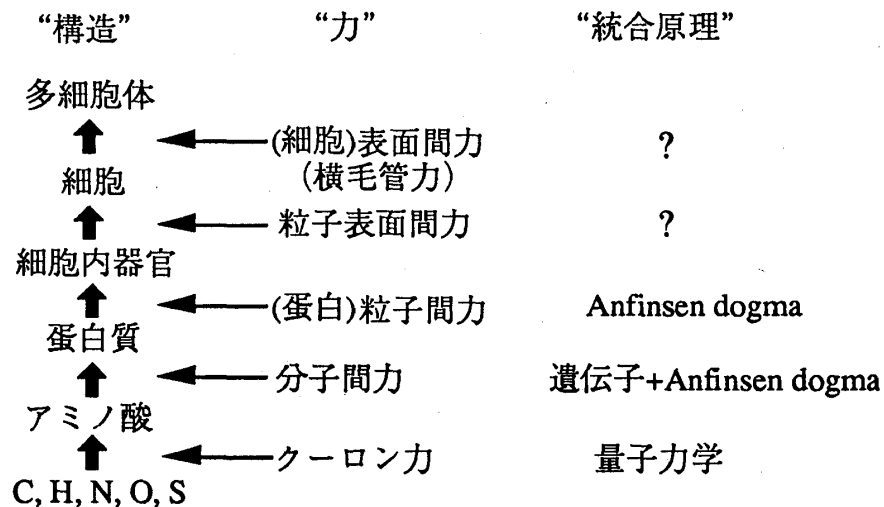 “構造” “力” “統合原理”
多細胞体
(細胞)表面間力 ?
(横毛管力)
細胞
粒子表面間力 ?
細胞内器官
(蛋白)粒子間力 Anfinsen dogma
蛋白質
分子間力 遺伝子+Anfinsen dogma
アミノ酸
クーロン力 量子力学
C, H, N, O, S